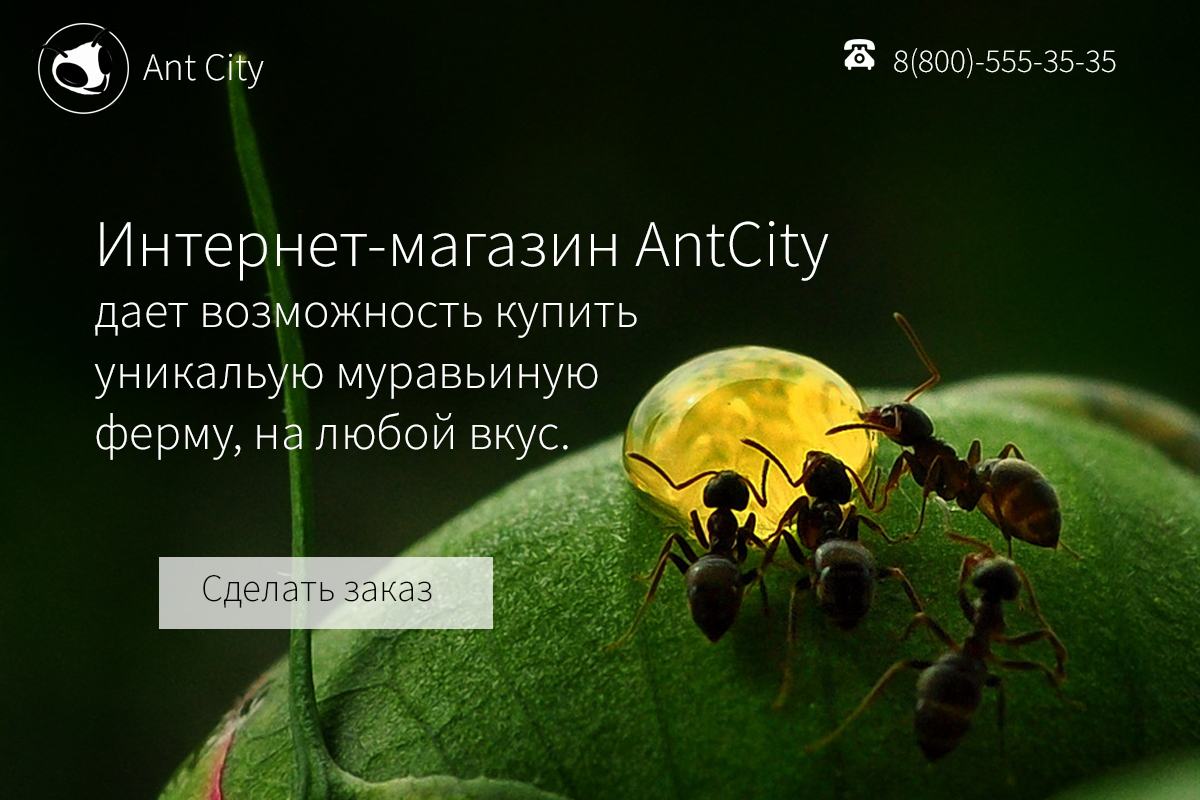 Ant City
8(800)-555-35-35
Интернет-магазин AntCity
дает возможность купить
уникальую муравьиную
ферму, на любой вкус.
Сделать заказ